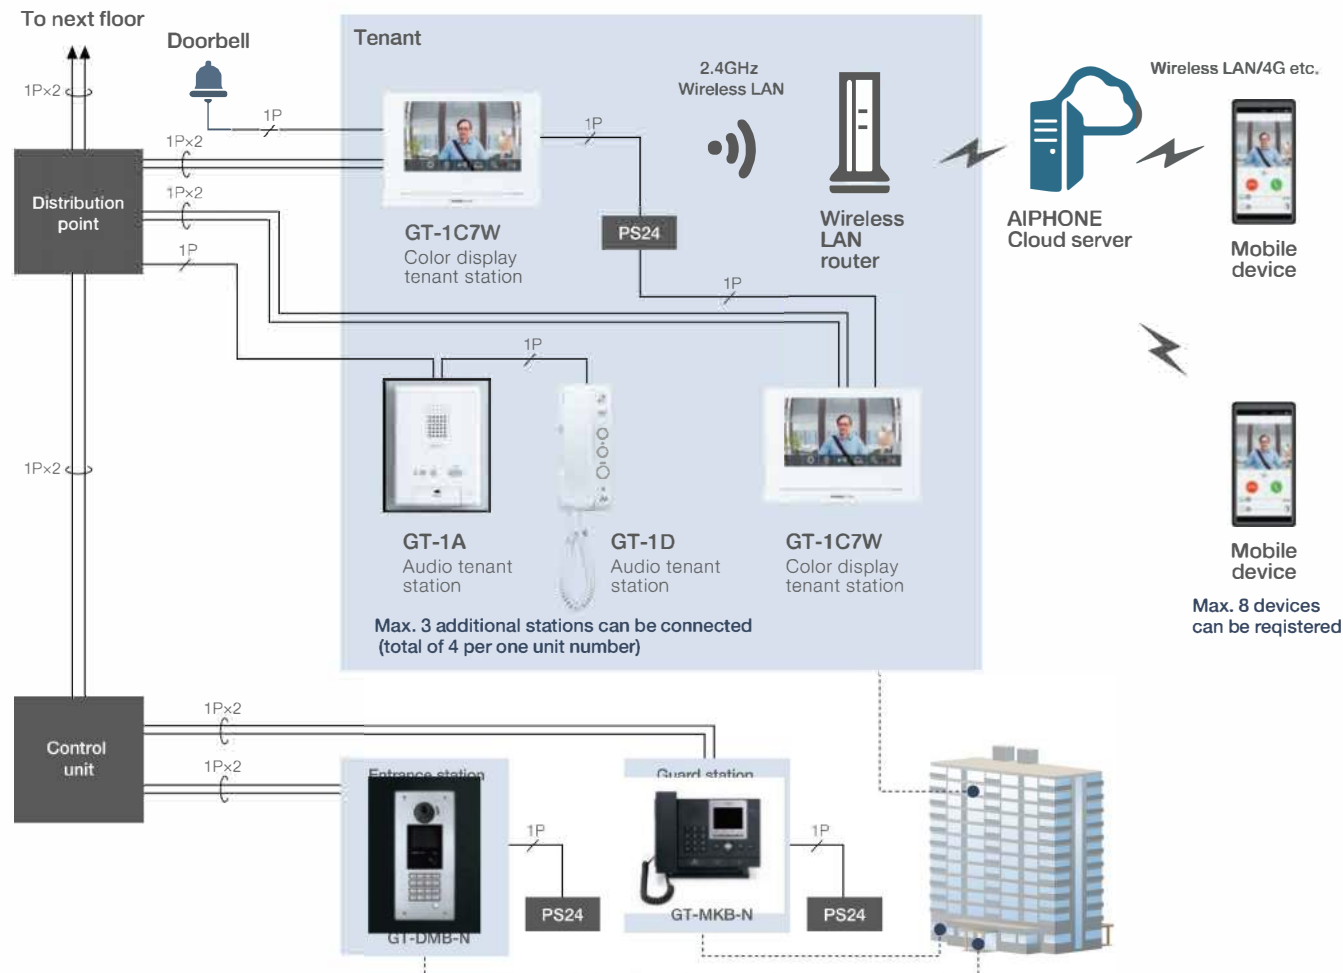 To next floor
1P×2
Doorbell
1P
Tenant
1P
2.4GHz
Wireless LAN
Wireless LAN/4G etc.
Distribution
point
1P×2
1P×2
1P
GT-1C7W
Color display
tenant station
PS24
1P
Wireless
LAN
router
AIPHONE
Cloud server
Mobile
device
1P
1P×2
GT-1A
Audio tenant
station
GT-1D
Audio tenant
station
GT-1C7W
Color display
tenant station
Mobile
device
Max. 8 devices
can be reqistered
Max. 3 additional stations can be connected
(total of 4 per one unit number)
Control
unit
1P×2
1P×2
Entrance station
GT-DMB-N
1P
PS24
Guard station
GT-MKB-N
1P
PS24